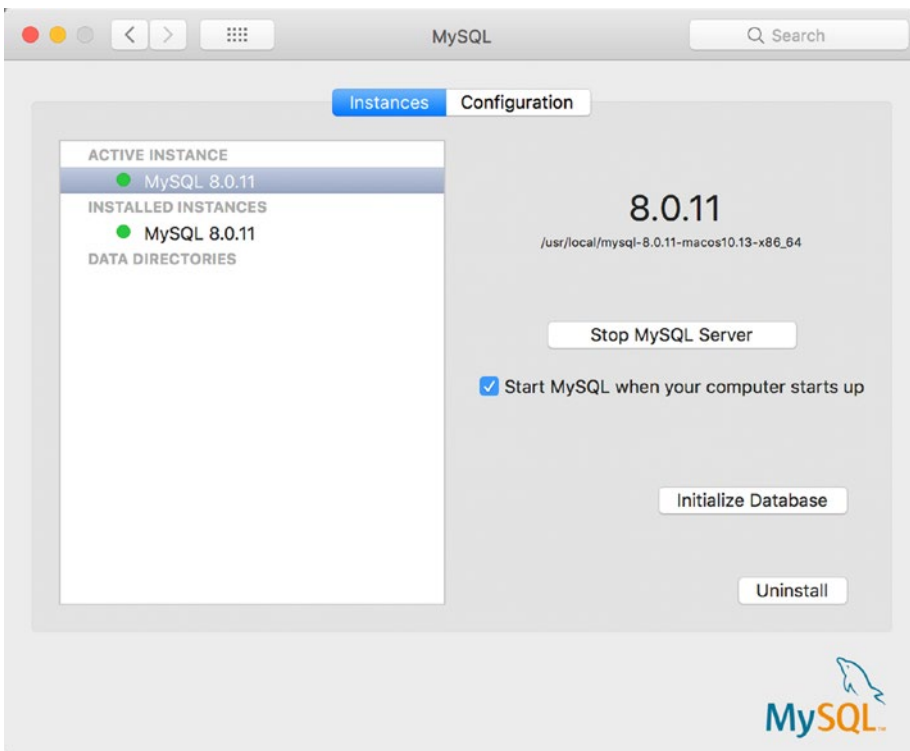 MySQL
Search
Instances Configuration
ACTIVE INSTANCE
MySQL 8.0.11
INSTALLED INSTANCES
MySQL 8.0.11
DATA DIRECTORIES
8.0.11
/usr/local/mysql-8.0.11-macos10.13-x86_64
Stop MySQL Server
Start MySQL when your computer starts up
Initialize Database
Uninstall
MySQL